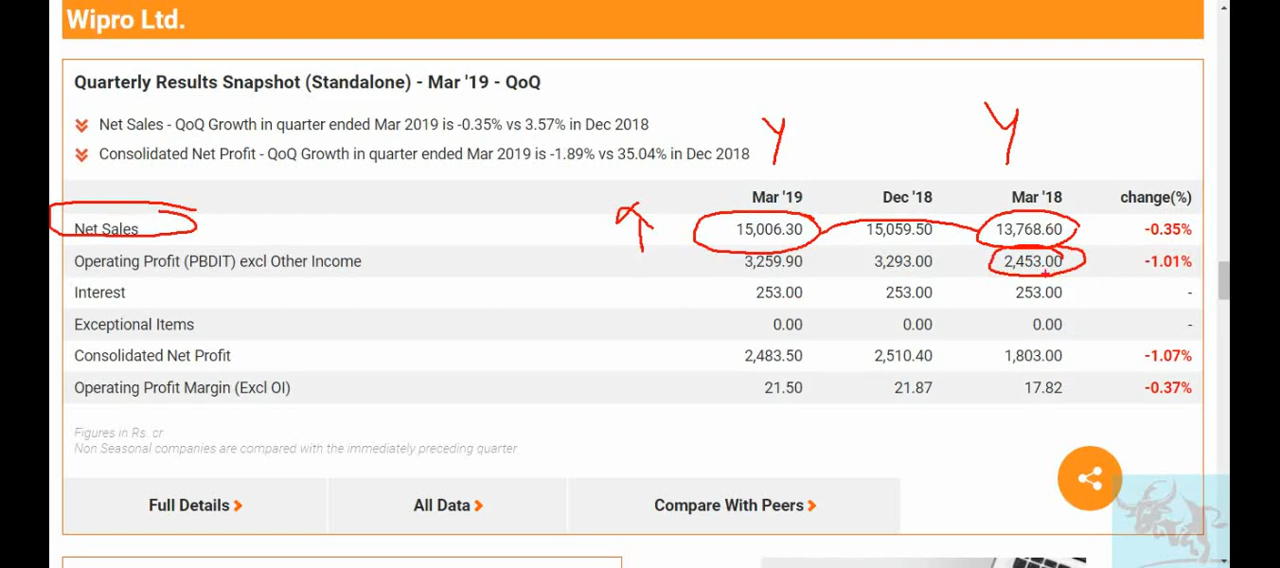 Wipro Ltd.
Quarterly Results Snapshot (Standalone) - Mar '19 - QoQ
Net Sales - QoQ Growth in quarter ended Mar 2019 is -0.35% vs 3.57% in Dec 2018
Consolidated Net Profit - QoQ Growth in quarter ended Mar 2019 is -1.89% vs 35.04% in Dec 2018
Y Y
Mar '19 Dec '18 Mar '18 change(%)
Net Sales 15,006.30 15,059.50 13,768.60 -0.35%
Operating Profit (PBDIT) excl Other Income 3,259.90 3,293.00 2,453.00 -1.01%
Interest 253.00 253.00 253.00 -
Exceptional Items 0.00 0.00 0.00 -
Consolidated Net Profit 2,483.50 2,510.40 1,803.00 -1.07%
Operating Profit Margin (Excl OI) 21.50 21.87 17.82 -0.37%
Figures in Rs. cr
Non Seasonal companies are compared with the immediately preceding quarter
Full Details All Data Compare With Peers